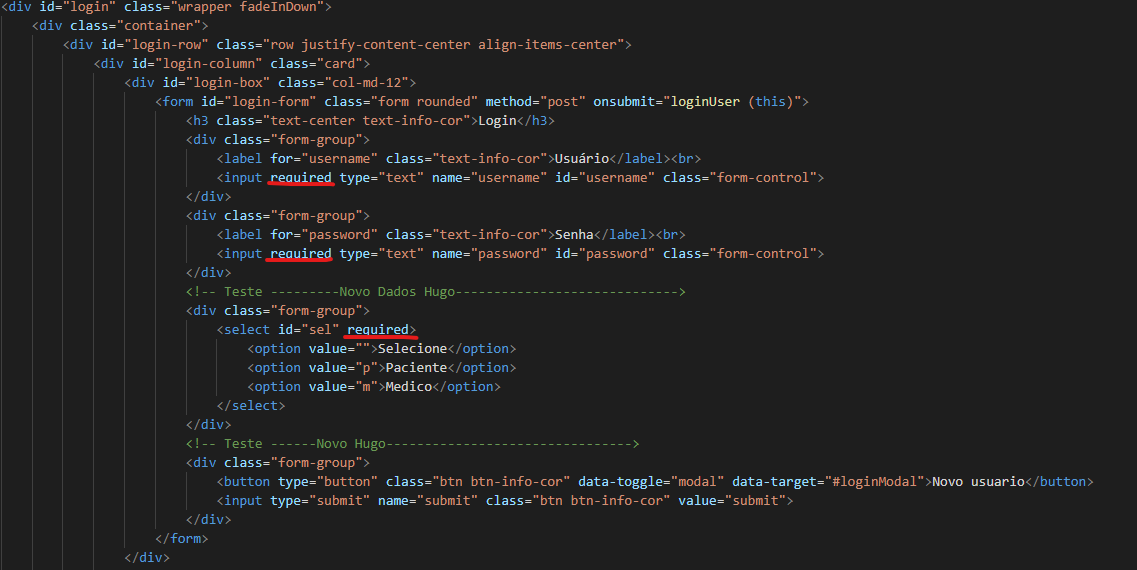 <div id="login" class="wrapper fadeInDown">
<div class="container">
<div id="login-row" class="row justify-content-center align-items-center">
<div id="login-column" class="card">
<div id="login-box" class="col-md-12">
<form id="login-form" class="form rounded" method="post" onsubmit="loginUser (this)">
<h3 class="text-center text-info-cor">Login</h3>
<div class="form-group">
<label for="username" class="text-info-cor">Usuário</label><br>
<input required type="text" name="username" id="username" class="form-control">
</div>
<div class="form-group">
<label for="password" class="text-info-cor">Senha</label><br>
<input required type="text" name="password" id="password" class="form-control">
</div>
<!-- Teste ---------Novo Dados Hugo----------------------------->
<div class="form-group">
<select id="sel" required>
<option value="">Selecione</option>
<option value="p">Paciente</option>
<option value="m">Medico</option>
</select>
</div>
<!-- Teste ------Novo Hugo-------------------------------->
<div class="form-group">
<button type="button" class="btn btn-info-cor" data-toggle="modal" data-target="#loginModal">Novo usuario</button>
<input type="submit" name="submit" class="btn btn-info-cor" value="submit">
</div>
</form>
</div>